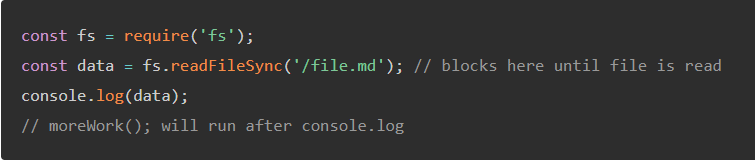 const fs = require('fs');
const data = fs.readFileSync('/file.md'); // blocks here until file is read
console.log(data);
// moreWork(); will run after console.log